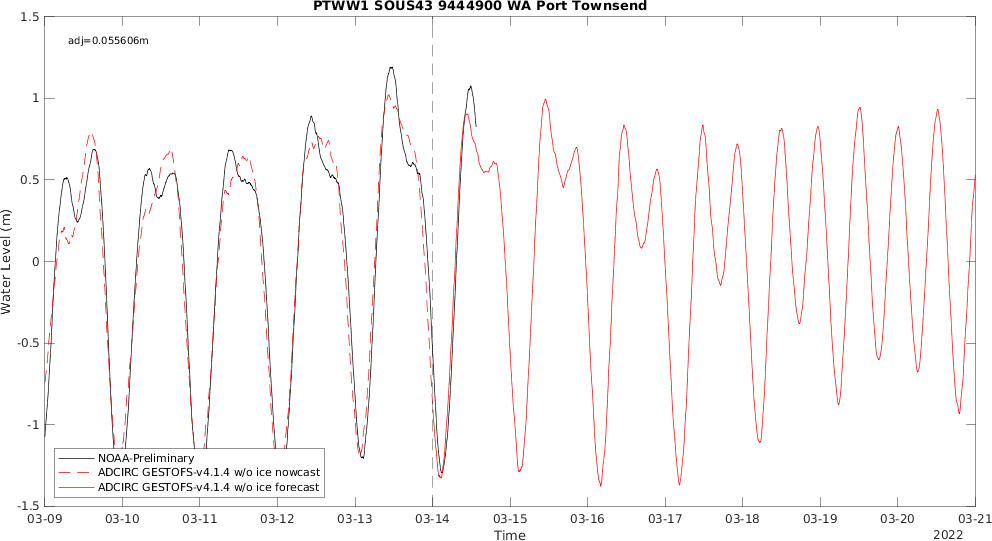 PTWW1 SOUS43 9444900 WA Port Townsend
adj=0.055606m
1.5
1
0.5
0
-0.5
-1
-1.5
Water Level (m)
NOAA-Preliminary
ADCIRC GESTOFS-v4.1.4 w/o ice nowcast
ADCIRC GESTOFS-v4.1.4 w/o ice forecast
03-09 03-10 03-11 03-12 03-13 03-14 03-15 03-16 03-17 03-18 03-19 03-20 03-21
Time
2022